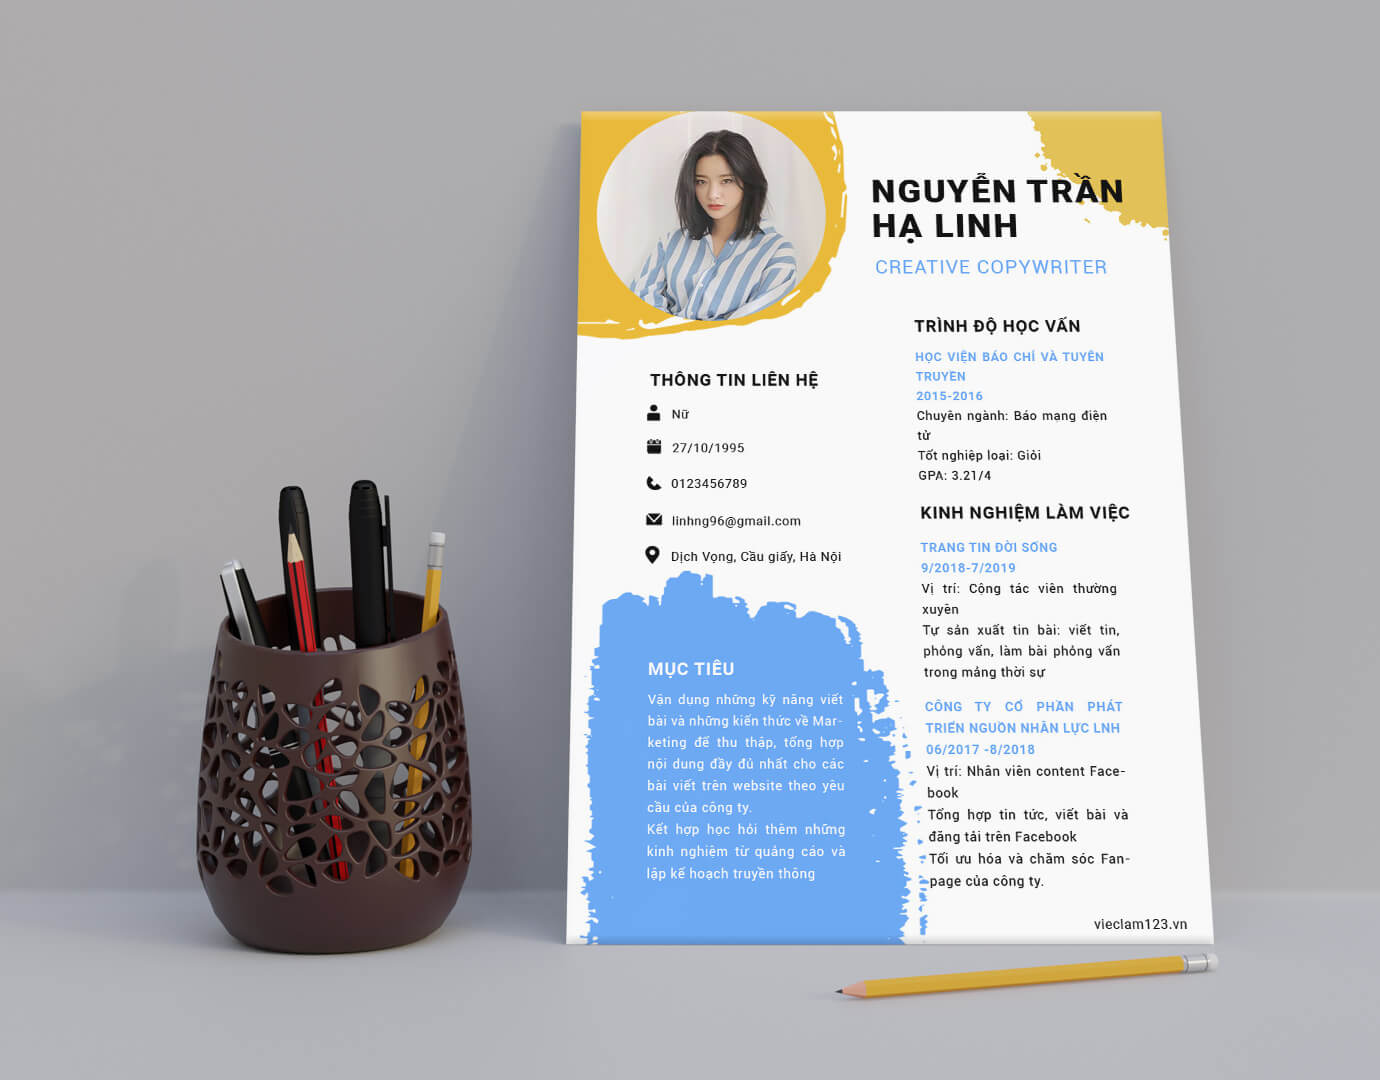 NGUYỄN TRẦN
HẠ LINH
CREATIVE COPYWRITER
THÔNG TIN LIÊN HỆ
Nữ
27/10/1995
0123456789
linhng96@gmail.com
Dịch Vọng, Cầu giấy, Hà Nội
MỤC TIÊU
Vận dụng những kỹ năng viết
bài và những kiến thức về Mar-
keting để thu thập, tổng hợp
nội dung đầy đủ nhất cho các
bài viết trên website theo yêu
cầu của công ty.
Kết hợp học hỏi thêm những
kinh nghiệm từ quảng cáo và
lập kế hoạch truyền thông
TRÌNH ĐỘ HỌC VẤN
HỌC VIỆN BÁO CHÍ VÀ TUYÊN
TRUYỀN
2015-2016
Chuyên ngành: Báo mạng điện
tử
Tốt nghiệp loại: Giỏi
GPA: 3.21/4
KINH NGHIỆM LÀM VIỆC
TRANG TIN ĐỜI SỐNG
9/2018-7/2019
Vị trí: Cộng tác viên thường
xuyên
Tự sản xuất tin bài: viết tin,
phỏng vấn, làm bài phỏng vấn
trong mảng thời sự
CÔNG TY CỔ PHẦN PHÁT
TRIỂN NGUỒN NHÂN LỰC LNH
06/2017 -8/2018
Vị trí: Nhân viên content Face-
book
Tổng hợp tin tức, viết bài và
đăng tải trên Facebook
Tối ưu hóa và chăm sóc Fan-
page của công ty.
vieclam123.vn